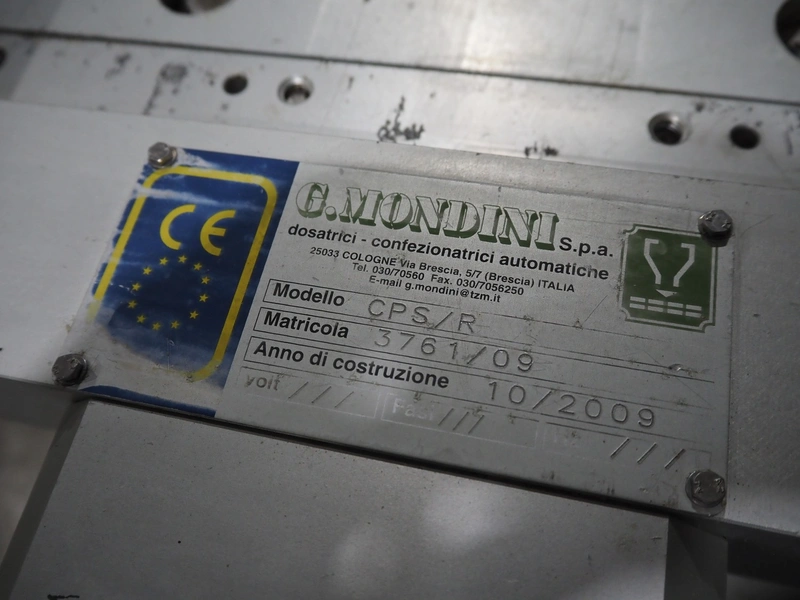 CE
G.MONDINI S.p.a.
dosatrici - confezionatrici automatiche
25033 COLOGNE Via Brescia, 5/7 (Brescia) ITALIA
Tel. 030/70560 Fax. 030/7056250
E-mail g.mondini@tzm.it
Modello CPS/R
Matricola 3761/09
Anno di costruzione 10/2009
volt /// /// ///